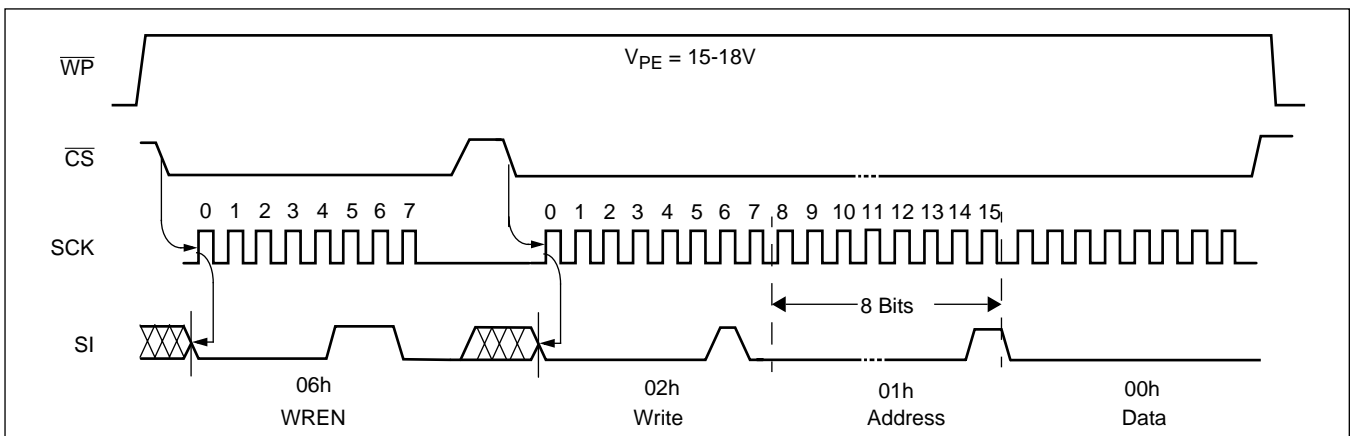 WP
V_PE = 15-18V
CS
0 1 2 3 4 5 6 7
0 1 2 3 4 5 6 7 8 9 10 11 12 13 14 15
SCK
8 Bits
SI
06h 02h 01h 00h
WREN Write Address Data